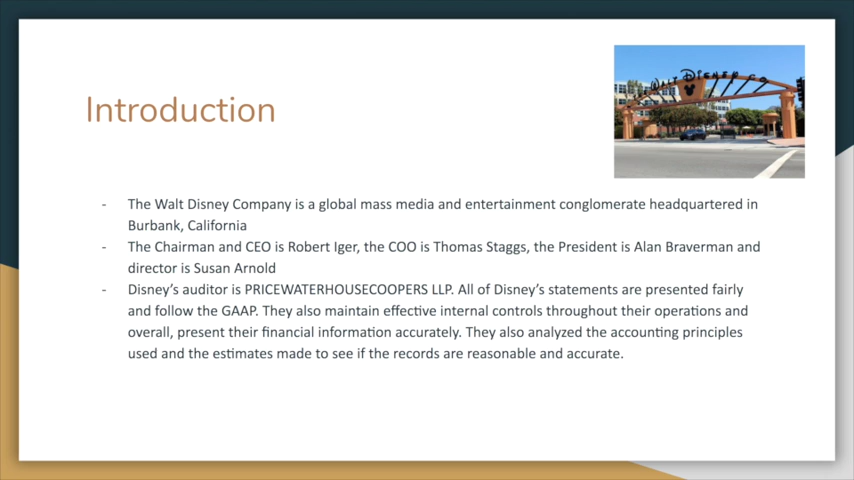 WALT DISNEY CO
Introduction
- The Walt Disney Company is a global mass media and entertainment conglomerate headquartered in
Burbank, California
- The Chairman and CEO is Robert Iger, the COO is Thomas Staggs, the President is Alan Braverman and
director is Susan Arnold
- Disney’s auditor is PRICEWATERHOUSECOOPERS LLP. All of Disney’s statements are presented fairly
and follow the GAAP. They also maintain effective internal controls throughout their operations and
overall, present their financial information accurately. They also analyzed the accounting principles
used and the estimates made to see if the records are reasonable and accurate.